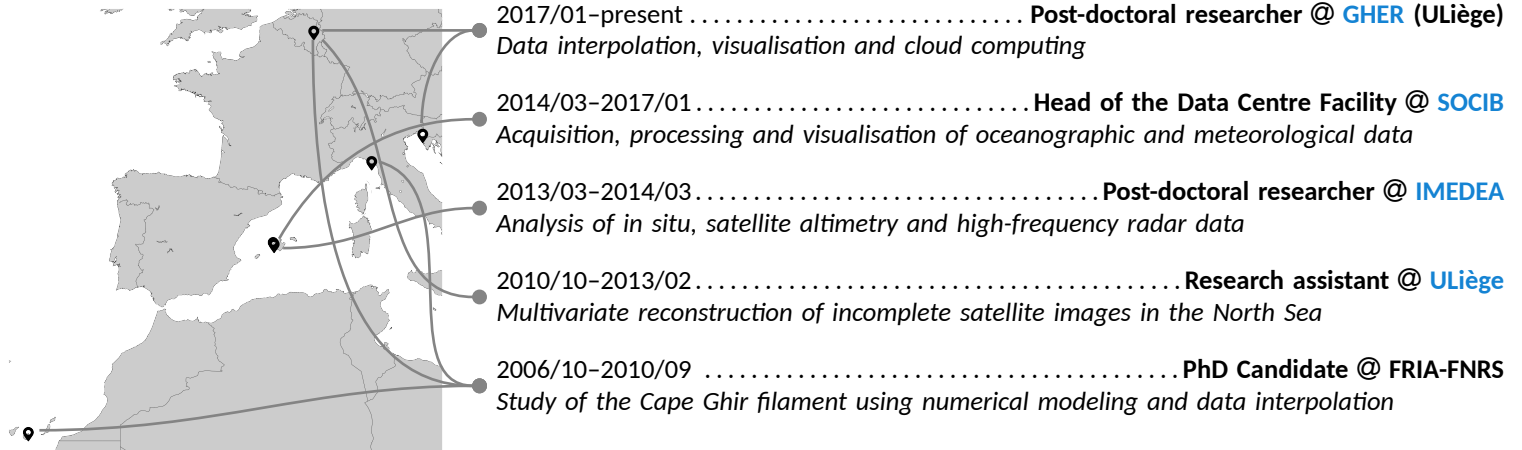 2017/01–present ............................ Post-doctoral researcher @ GHER (ULiège)
Data interpolation, visualisation and cloud computing
2014/03–2017/01 ............................. Head of the Data Centre Facility @ SOCIB
Acquisition, processing and visualisation of oceanographic and meteorological data
2013/03–2014/03 ................................... Post-doctoral researcher @ IMEDEA
Analysis of in situ, satellite altimetry and high-frequency radar data
2010/10–2013/02 .......................................... Research assistant @ ULiège
Multivariate reconstruction of incomplete satellite images in the North Sea
2006/10–2010/09 ......................................... PhD Candidate @ FRIA-FNRS
Study of the Cape Ghir filament using numerical modeling and data interpolation